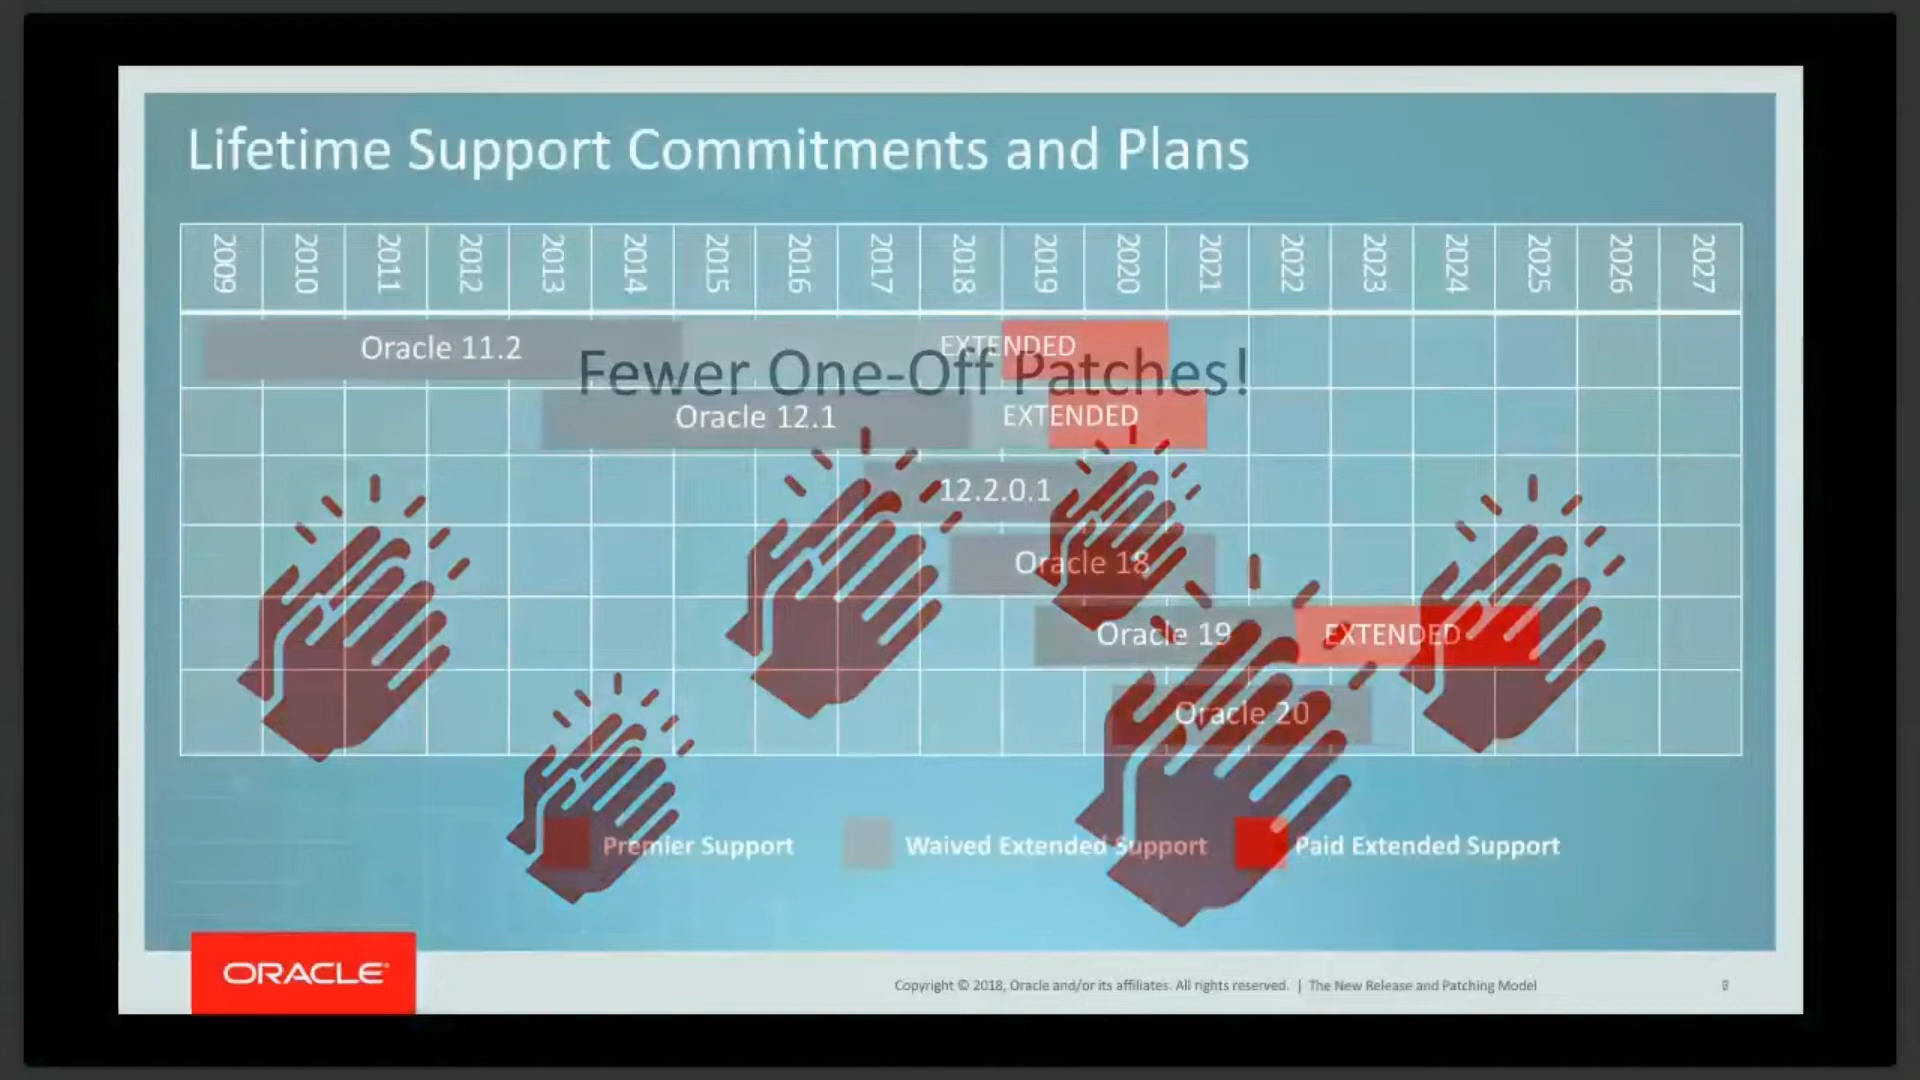 Lifetime Support Commitments and Plans
2009 2010 2011 2012 2013 2014 2015 2016 2017 2018 2019 2020 2021 2022 2023 2024 2025 2026 2027
Oracle 11.2 EXTENDED
Fewer One-Off Patches!
Oracle 12.1 EXTENDED
12.2.0.1
Oracle 18
Oracle 19 EXTENDED
Oracle 20
Premier Support Waived Extended Support Paid Extended Support
ORACLE
Copyright © 2018, Oracle and/or its affiliates. All rights reserved. | The New Release and Patching Model